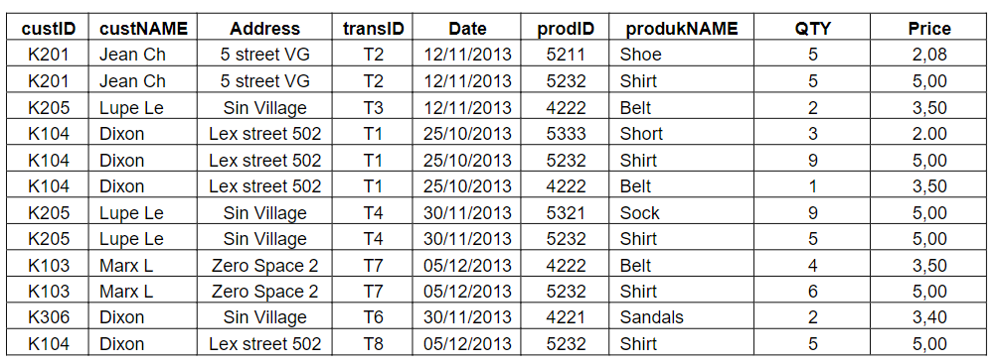 custID custNAME Address transID Date prodID produkNAME QTY Price
K201 Jean Ch 5 street VG T2 12/11/2013 5211 Shoe 5 2,08
K201 Jean Ch 5 street VG T2 12/11/2013 5232 Shirt 5 5,00
K205 Lupe Le Sin Village T3 12/11/2013 4222 Belt 2 3,50
K104 Dixon Lex street 502 T1 25/10/2013 5333 Short 3 2.00
K104 Dixon Lex street 502 T1 25/10/2013 5232 Shirt 9 5,00
K104 Dixon Lex street 502 T1 25/10/2013 4222 Belt 1 3,50
K205 Lupe Le Sin Village T4 30/11/2013 5321 Sock 9 5,00
K205 Lupe Le Sin Village T4 30/11/2013 5232 Shirt 5 5,00
K103 Marx L Zero Space 2 T7 05/12/2013 4222 Belt 4 3,50
K103 Marx L Zero Space 2 T7 05/12/2013 5232 Shirt 6 5,00
K306 Dixon Sin Village T6 30/11/2013 4221 Sandals 2 3,40
K104 Dixon Lex street 502 T8 05/12/2013 5232 Shirt 5 5,00